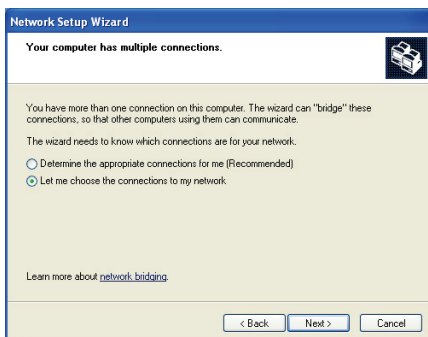 Network Setup Wizard
Your computer has multiple connections.
You have more than one connection on this computer. The wizard can "bridge" these
connections, so that other computers using them can communicate.
The wizard needs to know which connections are for your network.
Determine the appropriate connections for me (Recommended)
Let me choose the connections to my network
Learn more about network bridging.
< Back Next > Cancel